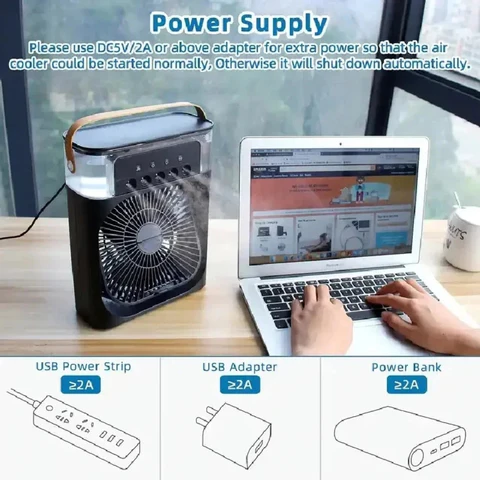 Power Supply
Please use DC5V/2A or above adapter for extra power so that the air
cooler could be started normally, Otherwise it will shut down automatically.
amazon
USB Power Strip
≥2A
USB Adapter
≥2A
Power Bank
≥2A